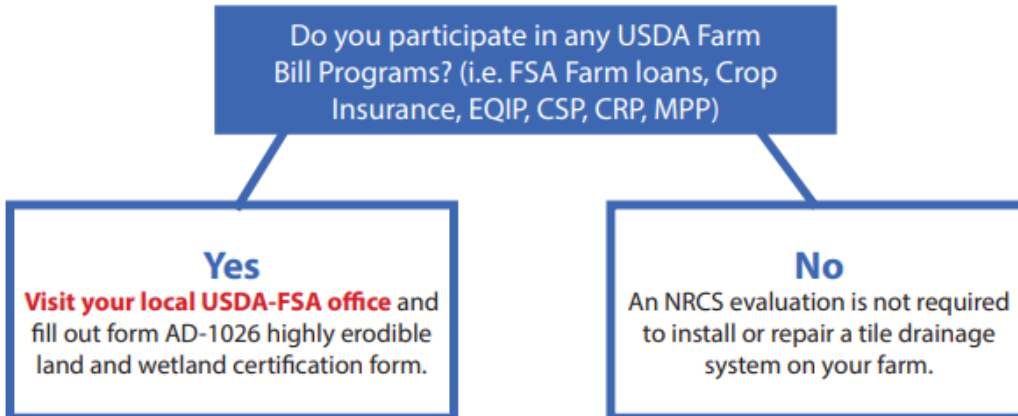 Do you participate in any USDA Farm
Bill Programs? (i.e. FSA Farm loans, Crop
Insurance, EQIP, CSP, CRP, MPP)
Yes
Visit your local USDA-FSA office and
fill out form AD-1026 highly erodible
land and wetland certification form.
No
An NRCS evaluation is not required
to install or repair a tile drainage
system on your farm.